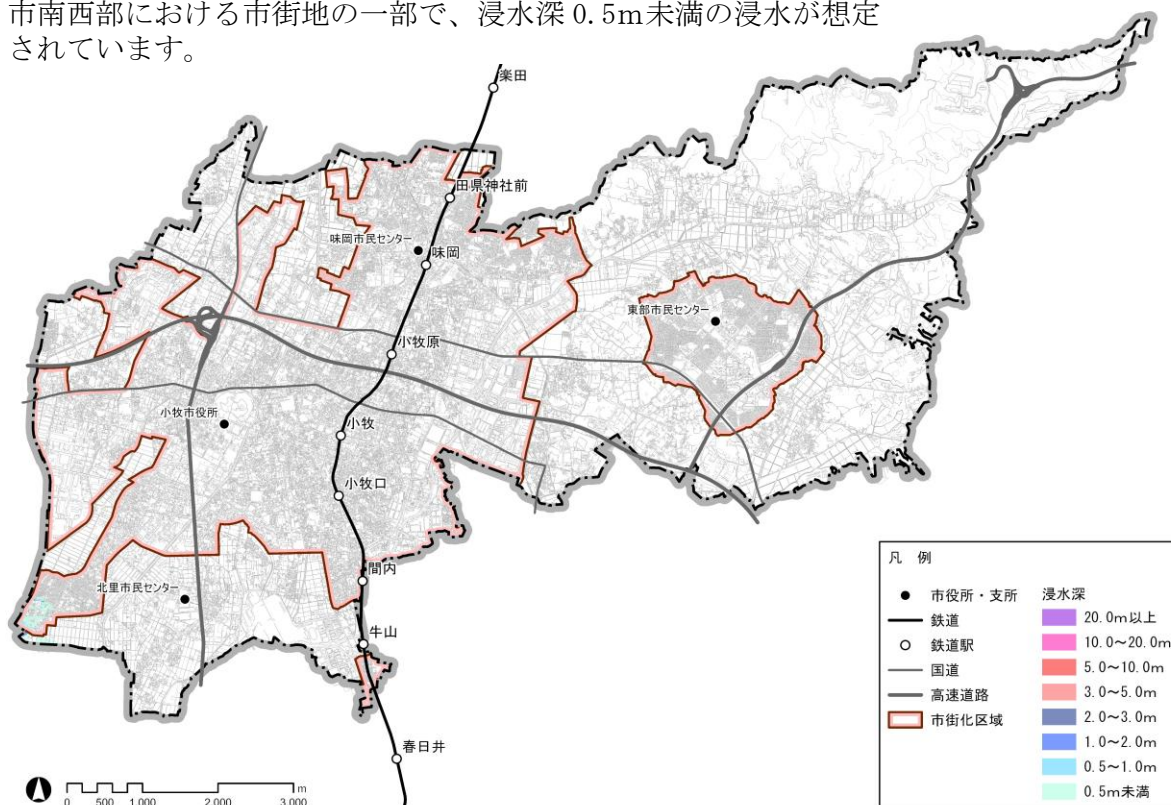 市南西部における市街地の一部で、浸水深 0.5m未満の浸水が想定
されています。
楽田
田県神社前
味岡市民センター
味岡
東部市民センター
小牧原
小牧市役所
小牧
小牧口
間内
北里市民センター
牛山
春日井
凡 例
市役所・支所
鉄道
鉄道駅
国道
高速道路
市街化区域
浸水深
20.0m以上
10.0～20.0m
5.0～10.0m
3.0～5.0m
2.0～3.0m
1.0～2.0m
0.5～1.0m
0.5m未満
m
0 500 1,000 2,000 3,000